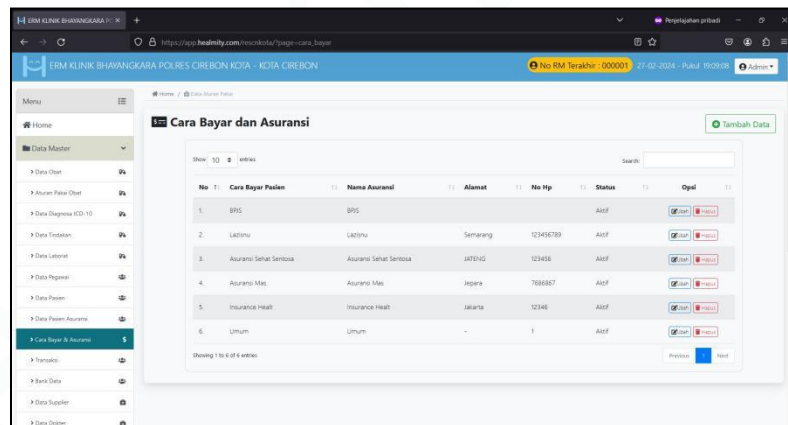 ERM KLINIK BHAYANGKARA
Penjelajahan pribadi
https://app.healmity.com/rescrikota/?page=cara_bayar
ERM KLINIK BHAYANGKARA POLRES CIREBON KOTA - KOTA CIREBON
No RM Terakhir : 000001
27-02-2024 - Pukul 19:09:08
Admin
Menu
Home / Data Aturan Pakai
Home
Cara Bayar dan Asuransi
Tambah Data
Data Master
Show 10 entries
Search:
Data Obat
No Cara Bayar Pasien Nama Asuransi Alamat No Hp Status Opsi
Aturan Pakai Obat
1. BPJS BPJS Aktif Ubah Hapus
Data Diagnosa ICD-10
2. Lazisnu Lazisnu Semarang 123456789 Aktif Ubah Hapus
Data Tindakan
3. Asuransi Sehat Sentosa Asuransi Sehat Sentosa JATENG 123456 Aktif Ubah Hapus
Data Laborat
4. Asuransi Mas Asuransi Mas Jepara 7686867 Aktif Ubah Hapus
Data Pegawai
5. Insurance Healt Insurance Healt Jakarta 12346 Aktif Ubah Hapus
Data Pasien
6. Umum Umum - 1 Aktif Ubah Hapus
Data Pasien Asuransi
Cara Bayar & Asuransi
Showing 1 to 6 of 6 entries
Previous 1 Next
Transaksi
Bank Data
Data Supplier
Data Dokter